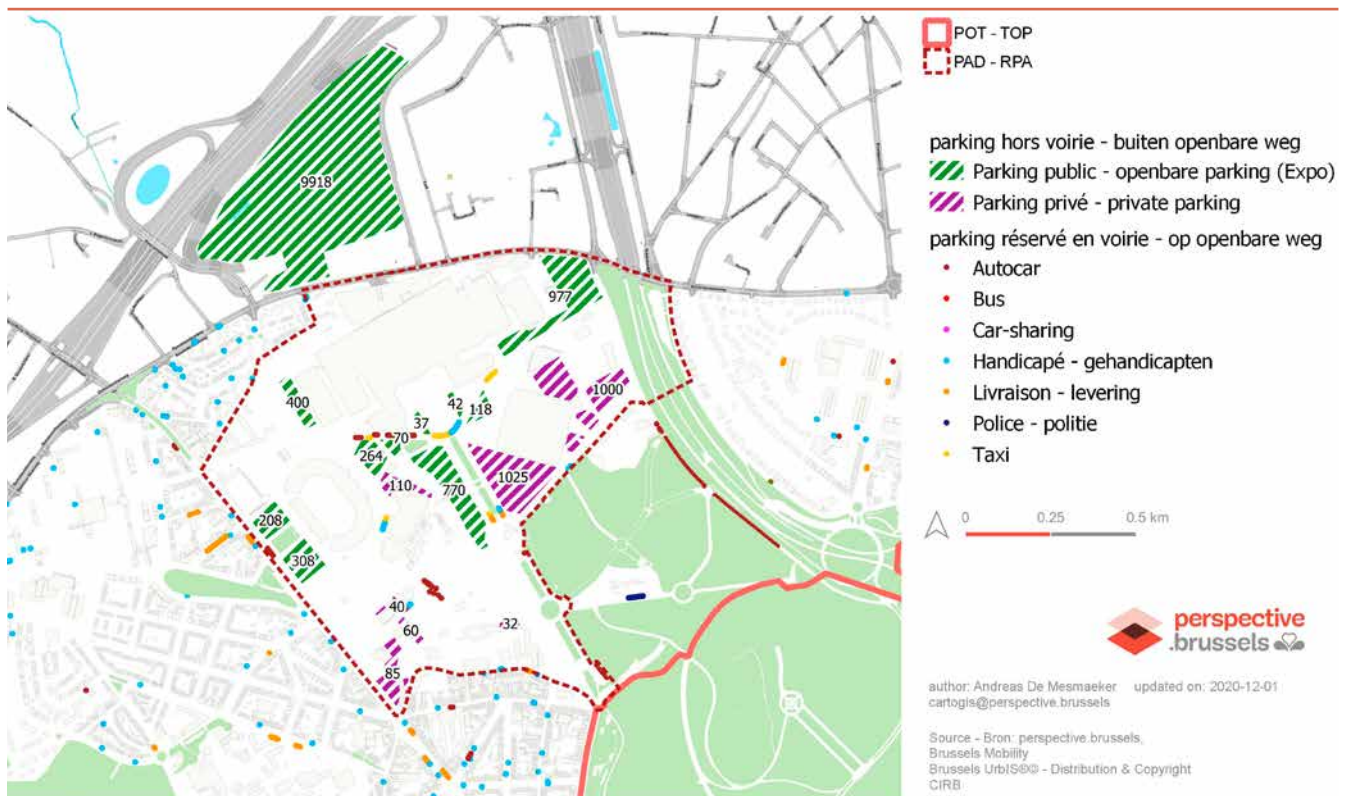 9918
977
400
1000
42
118
37
70
264
110
770
1025
208
308
40
60
32
85
POT - TOP
PAD - RPA
parking hors voirie - buiten openbare weg
Parking public - openbare parking (Expo)
Parking privé - private parking
parking réservé en voirie - op openbare weg
Autocar
Bus
Car-sharing
Handicapé - gehandicapten
Livraison - levering
Police - politie
Taxi
0 0.25 0.5 km
perspective
.brussels
author: Andreas De Mesmaeker updated on: 2020-12-01
cartogis@perspective.brussels
Source - Bron: perspective.brussels,
Brussels Mobility
Brussels UrbIS®© - Distribution & Copyright
CIRB